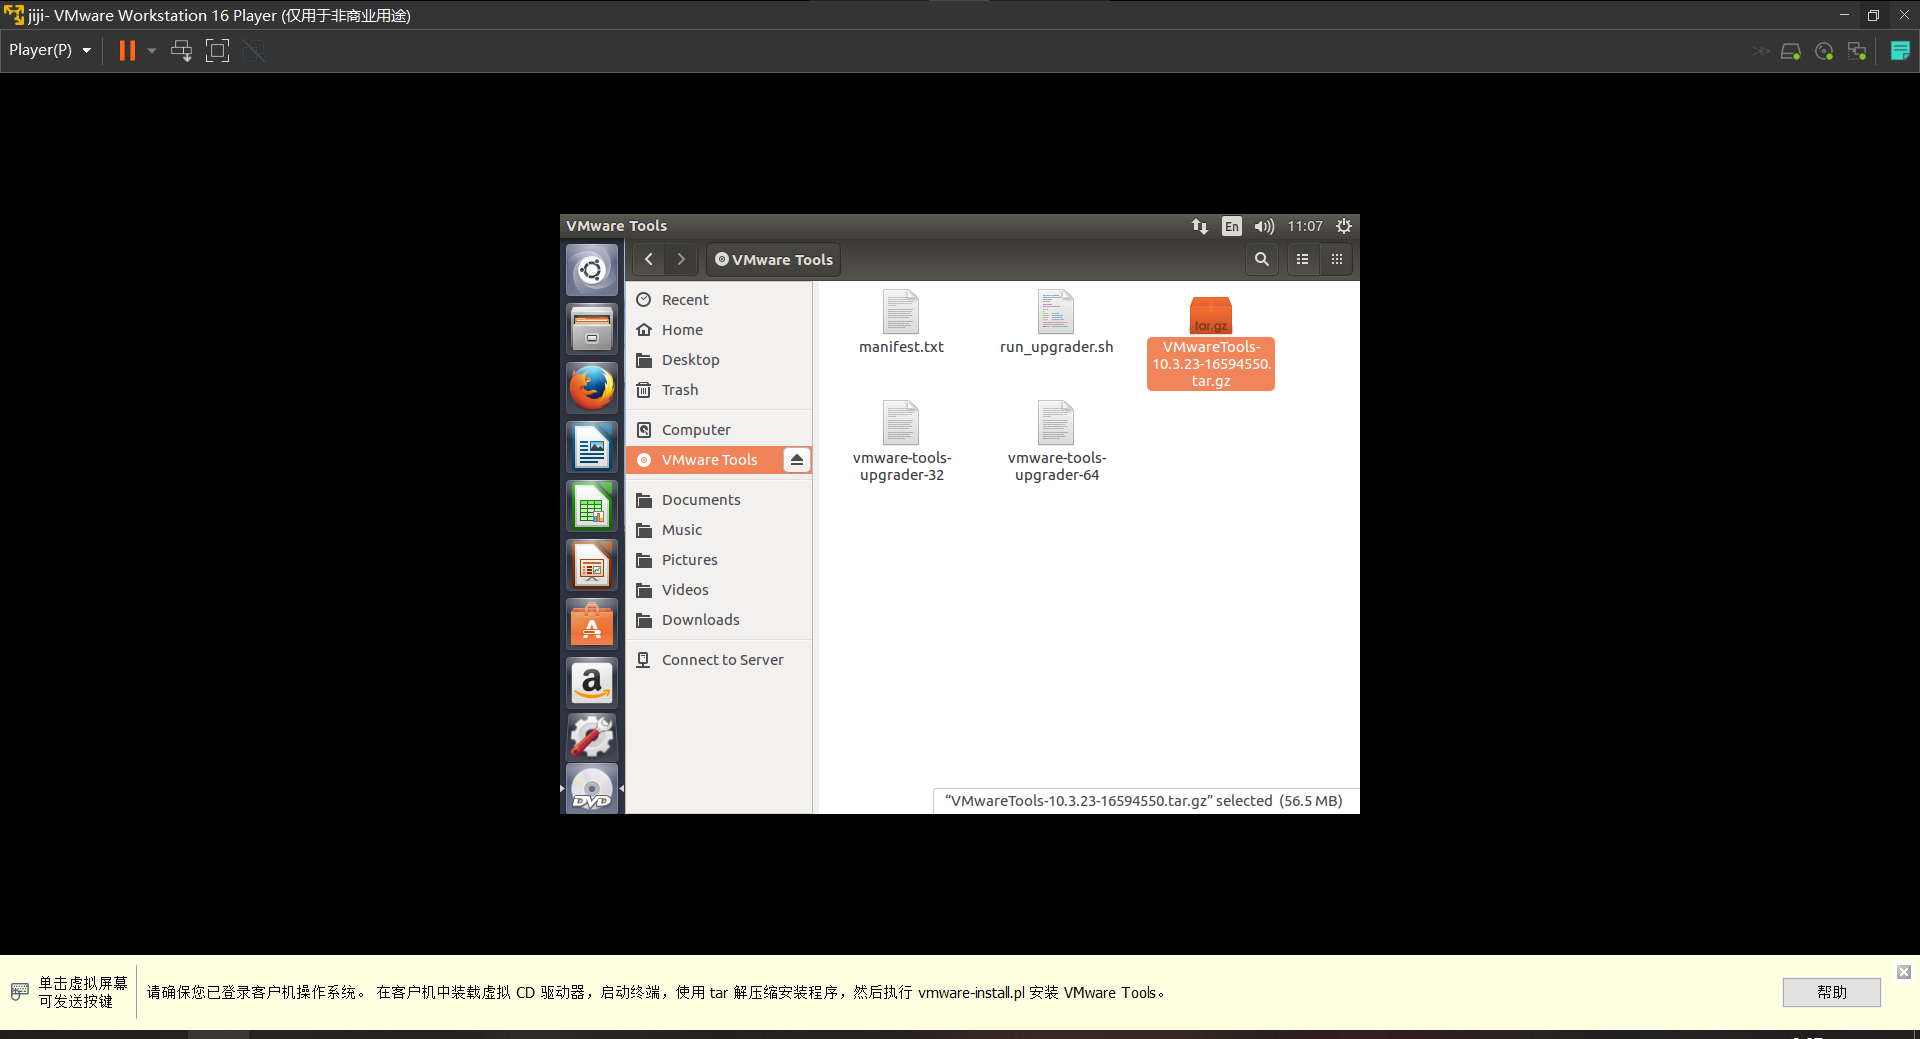 jiji- VMware Workstation 16 Player (仅用于非商业用途)
Player(P)
VMware Tools
En
11:07
VMware Tools
Recent
Home
Desktop
Trash
Computer
VMware Tools
Documents
Music
Pictures
Videos
Downloads
Connect to Server
manifest.txt
run_upgrader.sh
tar.gz
VMwareTools-
10.3.23-16594550.
tar.gz
vmware-tools-
upgrader-32
vmware-tools-
upgrader-64
a
DVD
“VMwareTools-10.3.23-16594550.tar.gz” selected (56.5 MB)
单击虚拟屏幕
可发送按键
请确保您已登录客户机操作系统。 在客户机中装载虚拟 CD 驱动器，启动终端，使用 tar 解压缩安装程序，然后执行 vmware-install.pl 安装 VMware Tools。
帮助